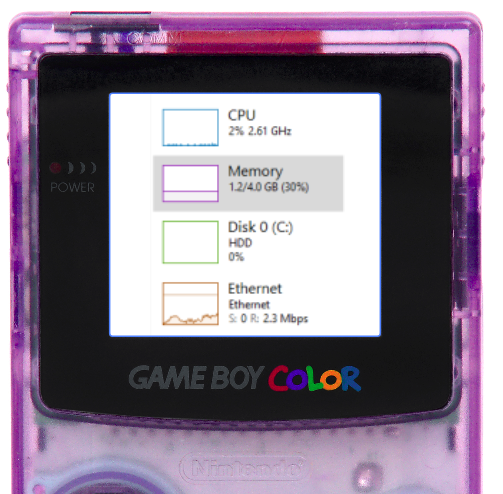 COMM
CPU
2% 2.61 GHz
Memory
1.2/4.0 GB (30%)
Disk 0 (C:)
HDD
0%
Ethernet
Ethernet
S: 0 R: 2.3 Mbps
POWER
GAME BOY COLOR
Nintendo